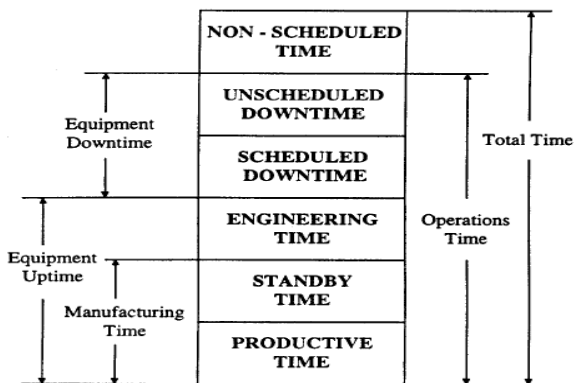 NON - SCHEDULED
TIME
UNSCHEDULED
DOWNTIME
Equipment
Downtime
SCHEDULED
DOWNTIME
Total Time
ENGINEERING
TIME
Operations
Time
Equipment
Uptime
STANDBY
TIME
Manufacturing
Time
PRODUCTIVE
TIME